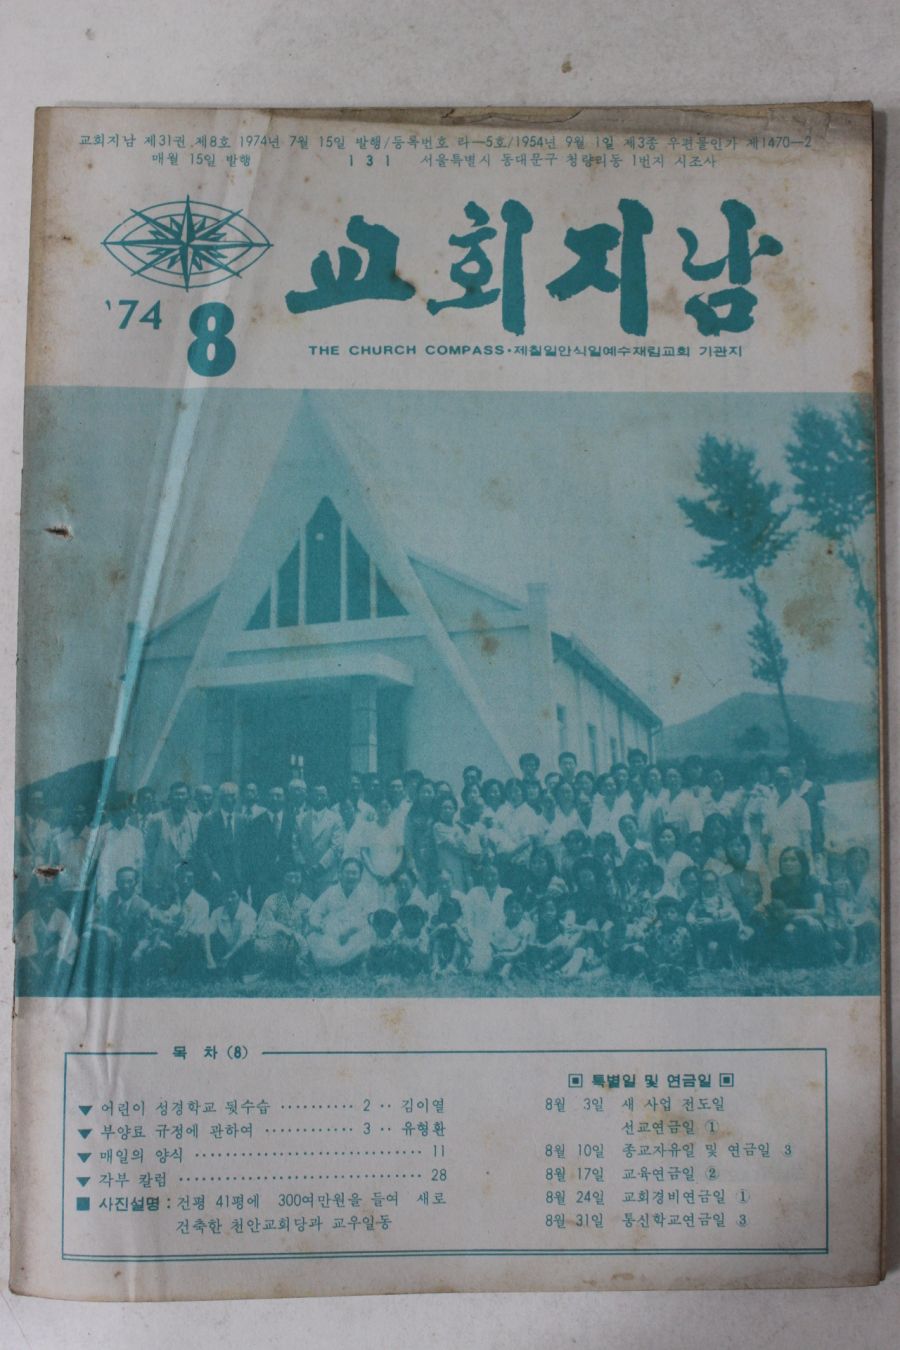 교회지남 제31권 제8호 1974년 7월 15일 발행/등록번호 라—5호/1954년 9월 1일 제3종 우편물인가 제1470—2
매월 15일 발행 131 서울특별시 동대문구 청량리동 1번지 시조사
교회지남
'74 8
THE CHURCH COMPASS·제칠일안식일예수재림교회 기관지
목 차 (8)
▼ 어린이 성경학교 뒷수습 ··········· 2 ·· 김이열
▼ 부양료 규정에 관하여 ············ 3 ·· 유형환
▼ 매일의 양식 ······························ 11
▼ 각부 칼럼 ································ 28
■ 사진설명 : 건평 41평에 300여만원을 들여 새로
건축한 천안교회당과 교우일동
▣ 특별일 및 연금일 ▣
8월 3일 새 사업 전도일
선교연금일 ①
8월 10일 종교자유일 및 연금일 ③
8월 17일 교육연금일 ②
8월 24일 교회경비연금일 ①
8월 31일 통신학교연금일 ③